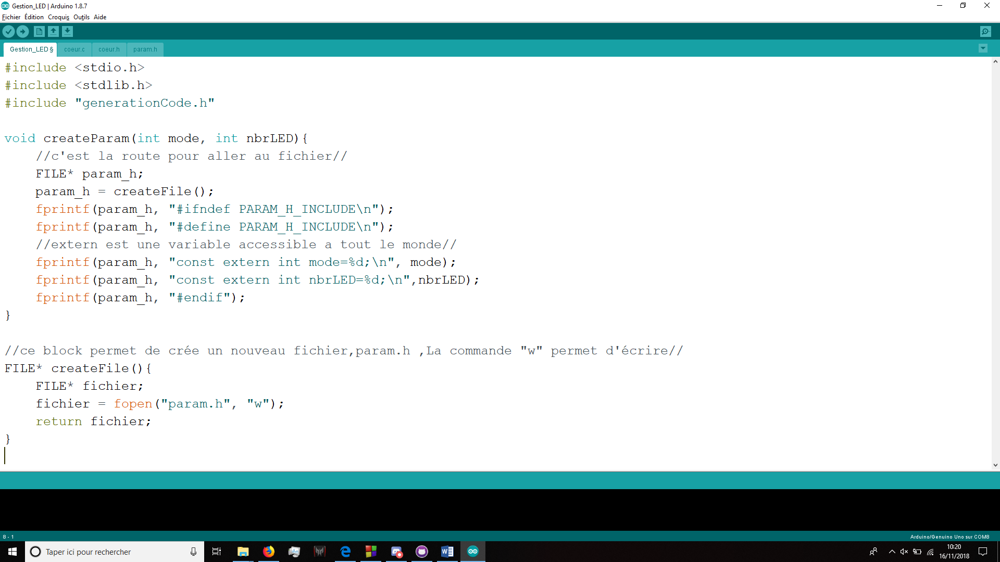 Gestion_LED | Arduino 1.8.7
Fichier Édition Croquis Outils Aide
Gestion_LED § coeur.c coeur.h param.h
#include <stdio.h>
#include <stdlib.h>
#include "generationCode.h"
void createParam(int mode, int nbrLED){
//c'est la route pour aller au fichier//
FILE* param_h;
param_h = createFile();
fprintf(param_h, "#ifndef PARAM_H_INCLUDE\n");
fprintf(param_h, "#define PARAM_H_INCLUDE\n");
//extern est une variable accessible a tout le monde//
fprintf(param_h, "const extern int mode=%d;\n", mode);
fprintf(param_h, "const extern int nbrLED=%d;\n",nbrLED);
fprintf(param_h, "#endif");
}
//ce block permet de crée un nouveau fichier,param.h ,La commande "w" permet d'écrire//
FILE* createFile(){
FILE* fichier;
fichier = fopen("param.h", "w");
return fichier;
}
8 - 1
Arduino/Genuino Uno sur COM8
Taper ici pour rechercher
10:20
16/11/2018